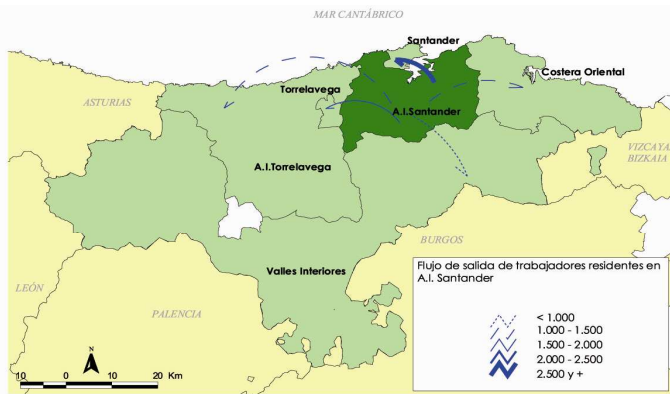 MAR CANTÁBRICO
Santander
Costera Oriental
Torrelavega
ASTURIAS
A.I.Santander
VIZCAYA
BIZKAIA
A.I.Torrelavega
BURGOS
Valles Interiores
LEÓN
PALENCIA
Flujo de salida de trabajadores residentes en
A.I. Santander
< 1.000
1.000 - 1.500
1.500 - 2.000
2.000 - 2.500
2.500 y +
N
10 0 10 20 Km